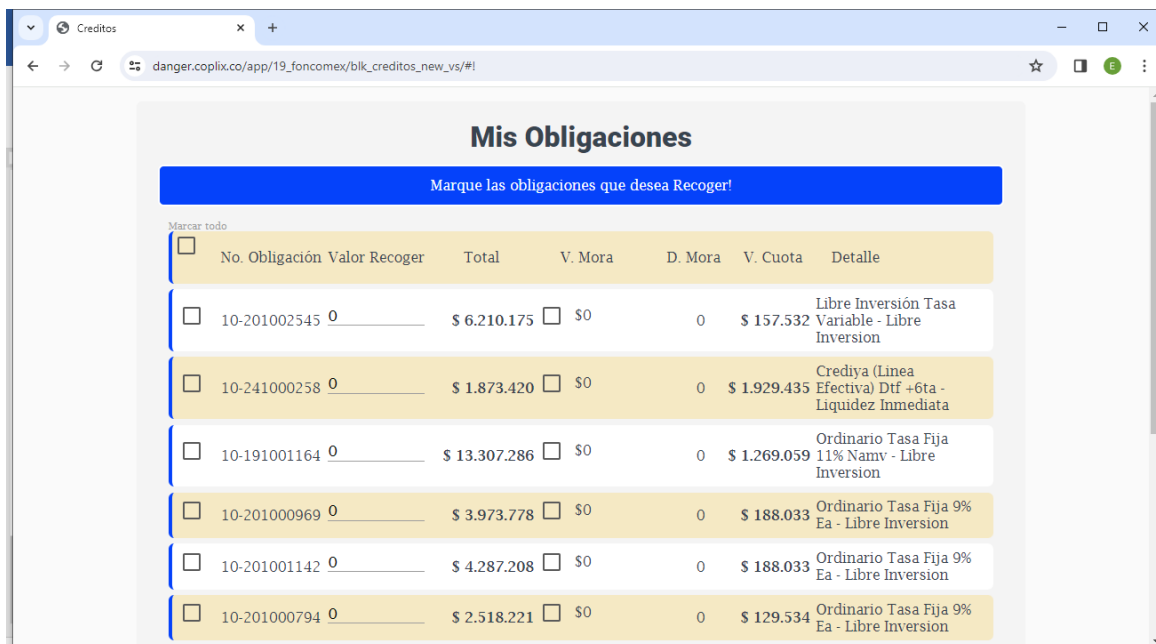 Creditos
danger.coplix.co/app/19_foncomex/blk_creditos_new_vs/#!
E
Mis Obligaciones
Marque las obligaciones que desea Recoger!
Marcar todo
No. Obligación Valor Recoger Total V. Mora D. Mora V. Cuota Detalle
10-201002545 0 $ 6.210.175 $0 0 $ 157.532 Libre Inversión Tasa
Variable - Libre
Inversion
10-241000258 0 $ 1.873.420 $0 0 $ 1.929.435 Crediya (Linea
Efectiva) Dtf +6ta -
Liquidez Inmediata
10-191001164 0 $ 13.307.286 $0 0 $ 1.269.059 Ordinario Tasa Fija
11% Namv - Libre
Inversion
10-201000969 0 $ 3.973.778 $0 0 $ 188.033 Ordinario Tasa Fija 9%
Ea - Libre Inversion
10-201001142 0 $ 4.287.208 $0 0 $ 188.033 Ordinario Tasa Fija 9%
Ea - Libre Inversion
10-201000794 0 $ 2.518.221 $0 0 $ 129.534 Ordinario Tasa Fija 9%
Ea - Libre Inversion